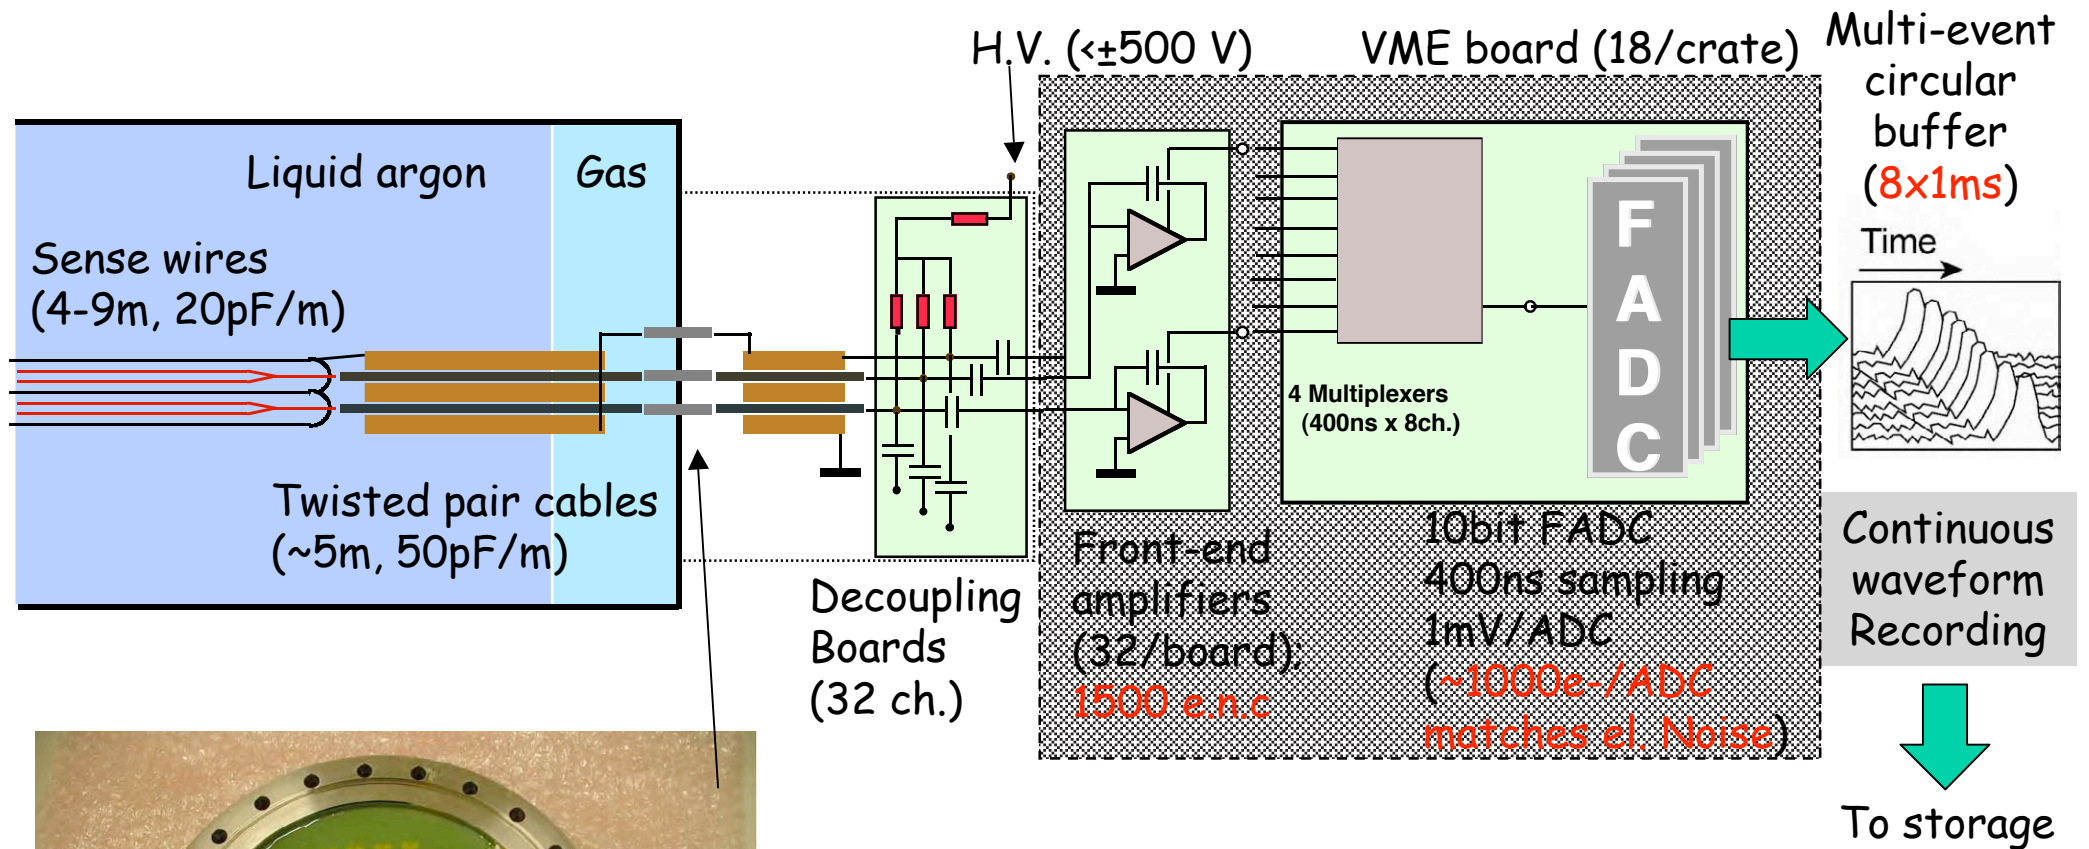 H.V. (<±500 V)
VME board (18/crate)
Multi-event
circular
buffer
(8x1ms)
Liquid argon
Gas
Time
Sense wires
(4-9m, 20pF/m)
F
A
D
C
4 Multiplexers
(400ns x 8ch.)
Twisted pair cables
(~5m, 50pF/m)
Decoupling
Boards
(32 ch.)
Front-end
amplifiers
(32/board);
1500 e.n.c
10bit FADC
400ns sampling
1mV/ADC
(~1000e-/ADC
matches el. Noise)
Continuous
waveform
Recording
To storage